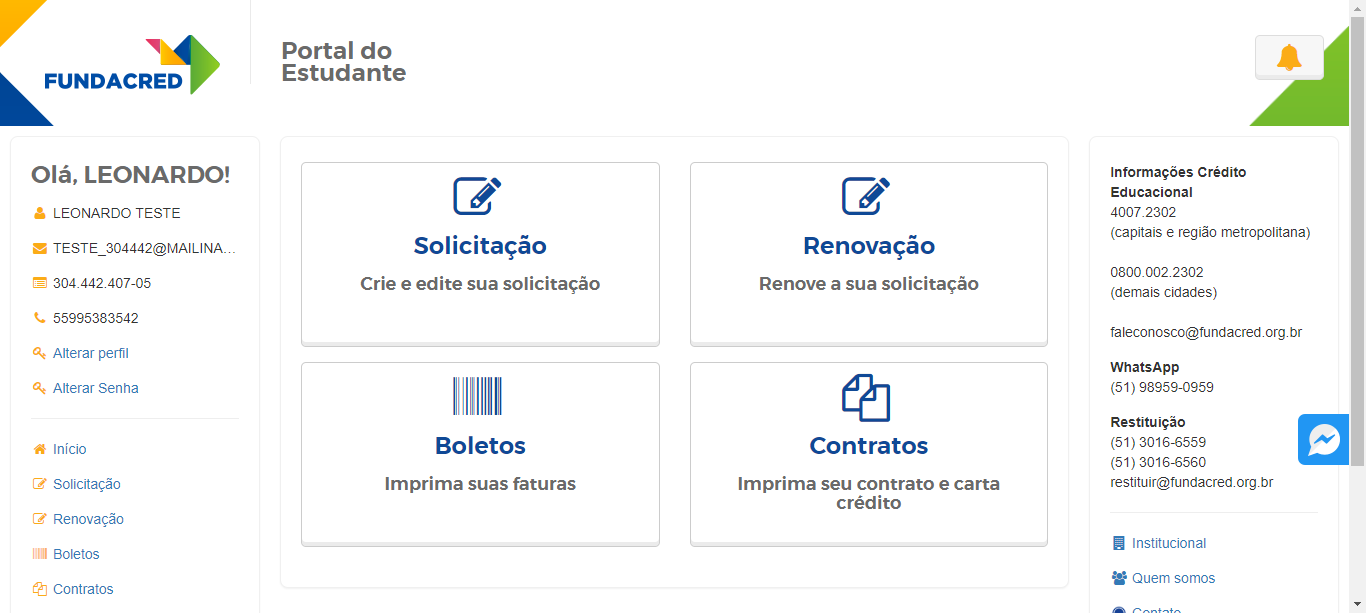 FUNDACRED
Portal do
Estudante
Olá, LEONARDO!
LEONARDO TESTE
TESTE_304442@MAILINA...
304.442.407-05
55995383542
Alterar perfil
Alterar Senha
Início
Solicitação
Renovação
Boletos
Contratos
Solicitação
Crie e edite sua solicitação
Renovação
Renove a sua solicitação
Boletos
Imprima suas faturas
Contratos
Imprima seu contrato e carta
crédito
Informações Crédito
Educacional
4007.2302
(capitais e região metropolitana)
0800.002.2302
(demais cidades)
faleconosco@fundacred.org.br
WhatsApp
(51) 98959-0959
Restituição
(51) 3016-6559
(51) 3016-6560
restituir@fundacred.org.br
Institucional
Quem somos
Contato